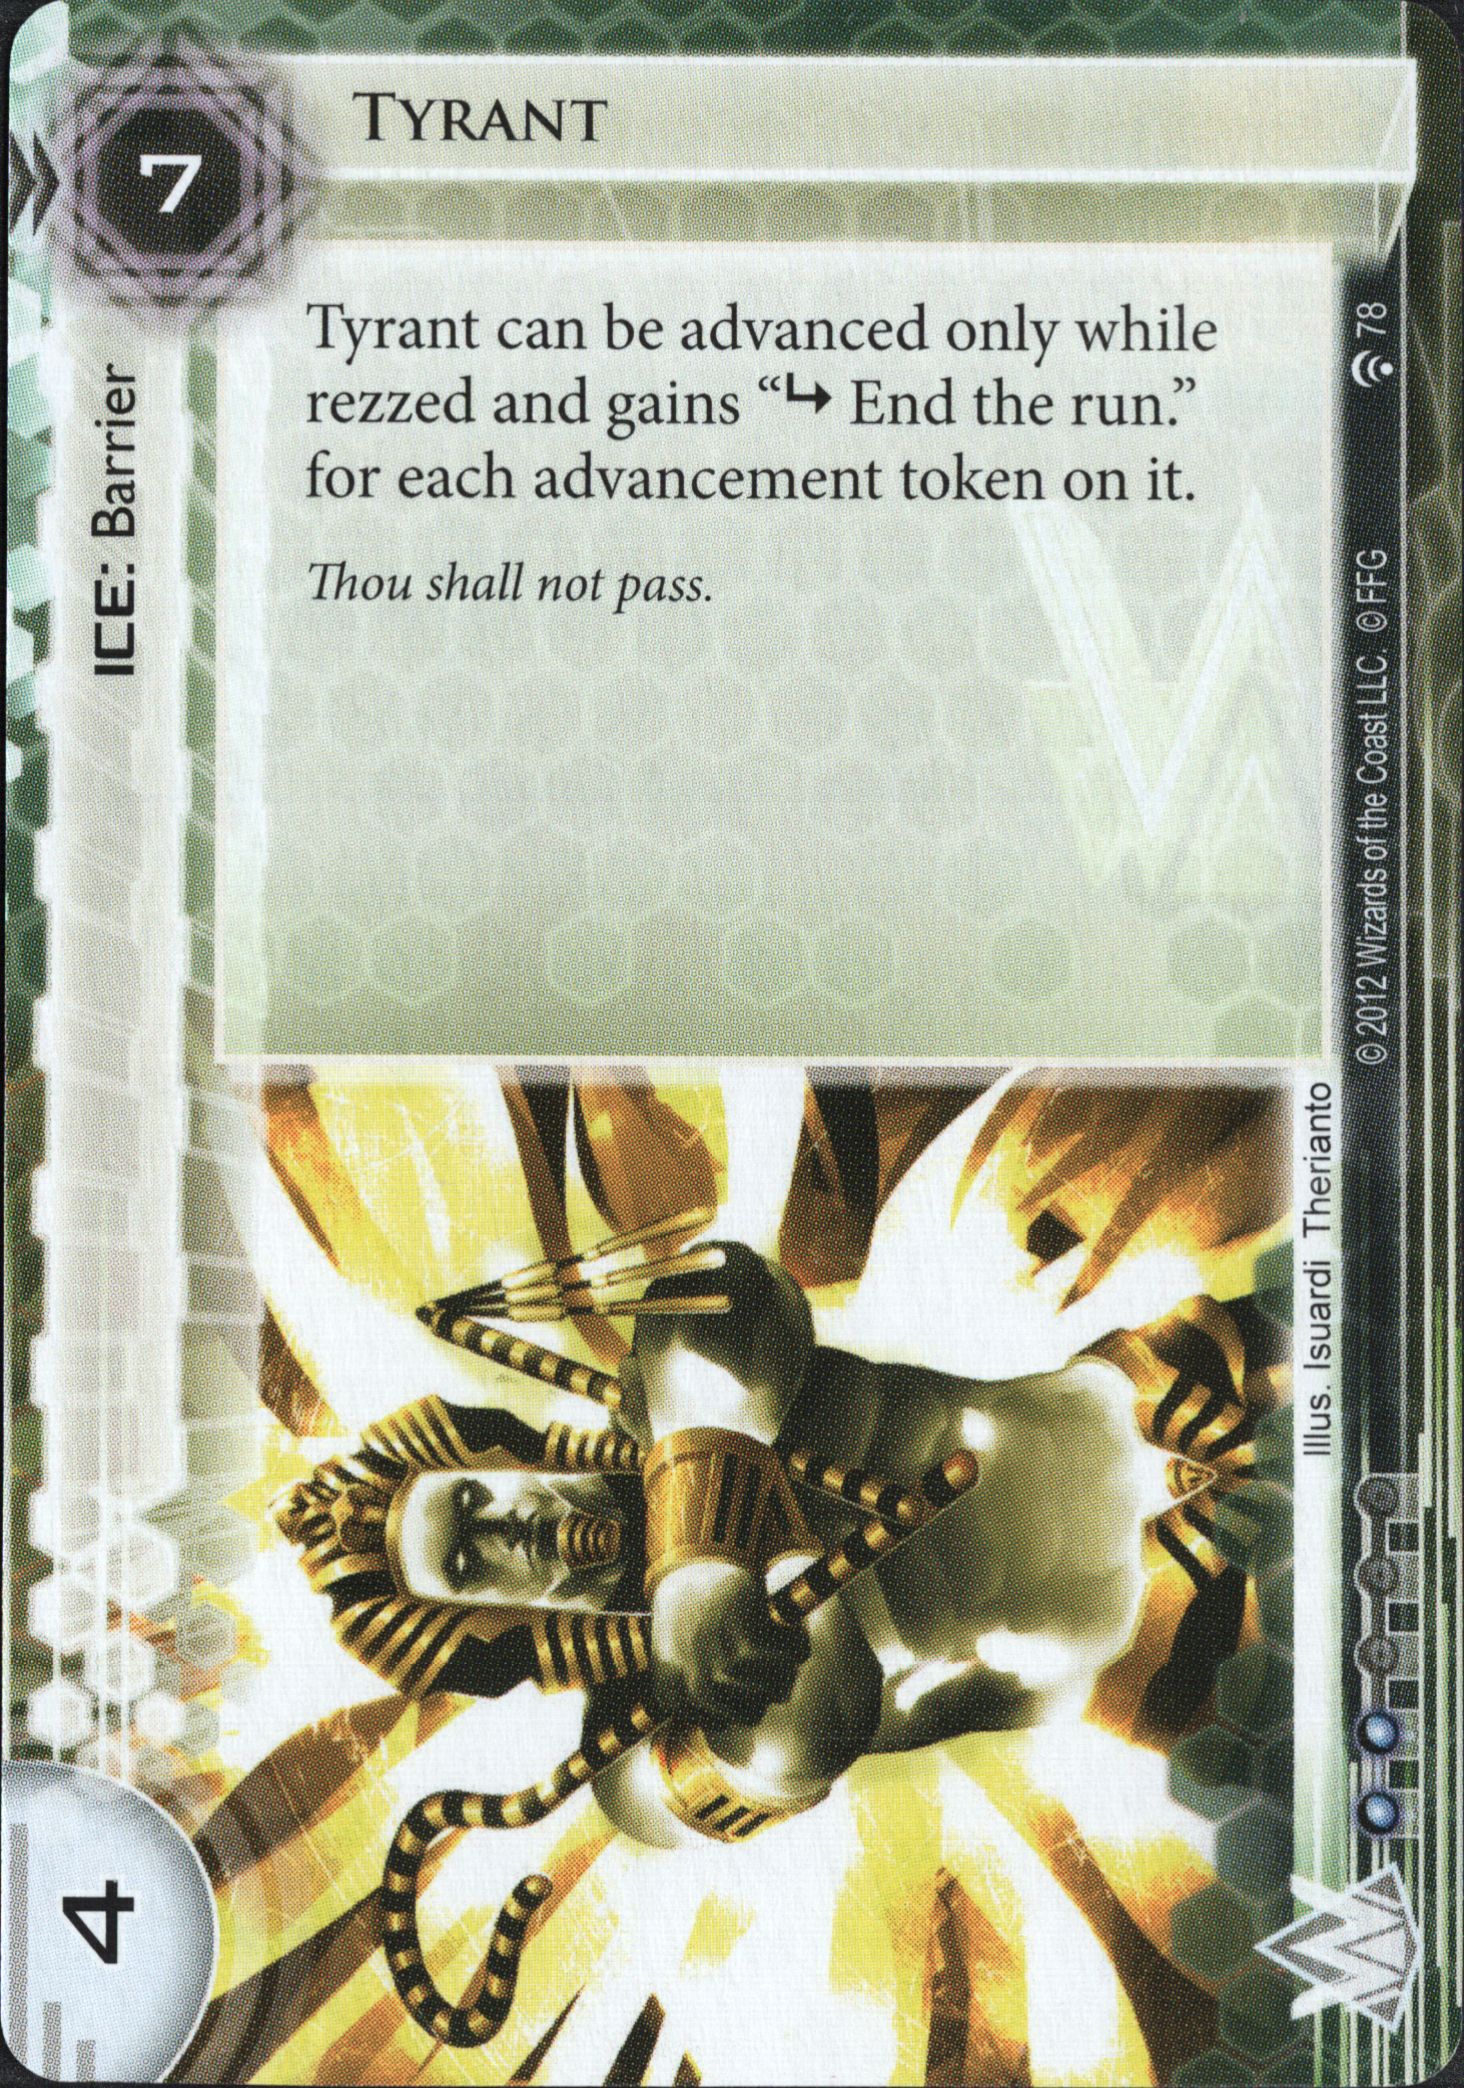 7
TYRANT
ICE: Barrier
Tyrant can be advanced only while
rezzed and gains “↳ End the run.”
for each advancement token on it.
Thou shall not pass.
78
© 2012 Wizards of the Coast LLC. © FFG
Illus. Isuardi Therianto
4